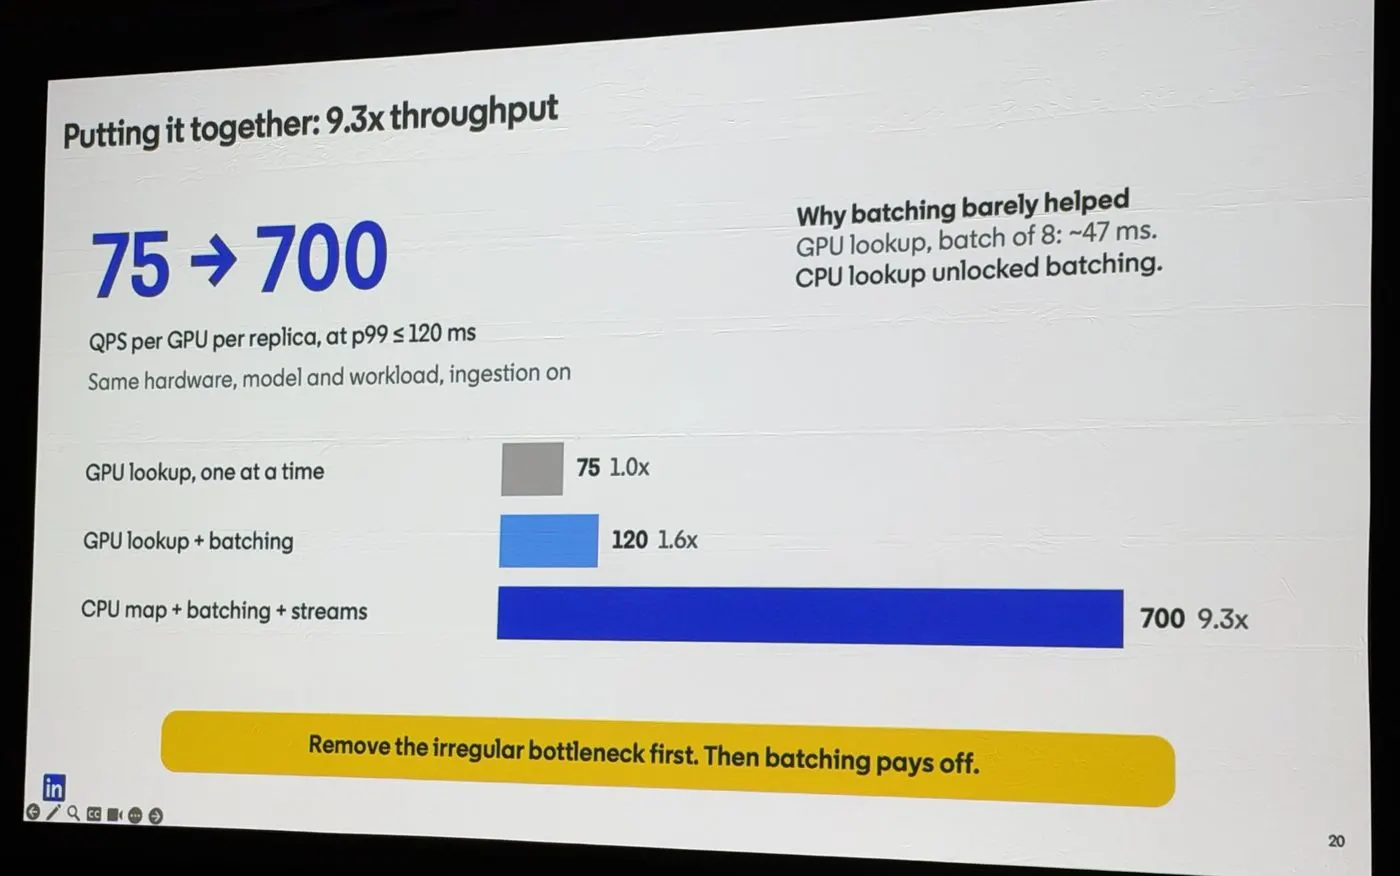 Putting it together: 9.3x throughput
75 → 700
QPS per GPU per replica, at p99 ≤ 120 ms
Same hardware, model and workload, ingestion on
Why batching barely helped
GPU lookup, batch of 8: ~47 ms.
CPU lookup unlocked batching.
GPU lookup, one at a time 75 1.0x
GPU lookup + batching 120 1.6x
CPU map + batching + streams 700 9.3x
Remove the irregular bottleneck first. Then batching pays off.
in
CC
20